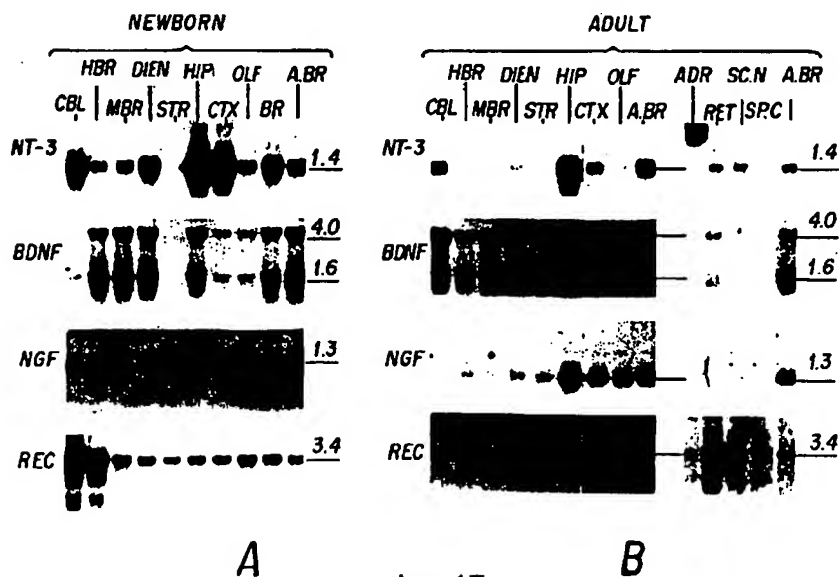 NEWBORN
CBL HBR MBR DIEN STR HIP CTX OLF BR A.BR
NT-3 1.4
BDNF 4.0
1.6
NGF 1.3
REC 3.4
A
ADULT
CBL HBR MBR DIEN STR HIP CTX OLF A.BR ADR RET SC.N SP.C A.BR
NT-3 1.4
BDNF 4.0
1.6
NGF 1.3
REC 3.4
B